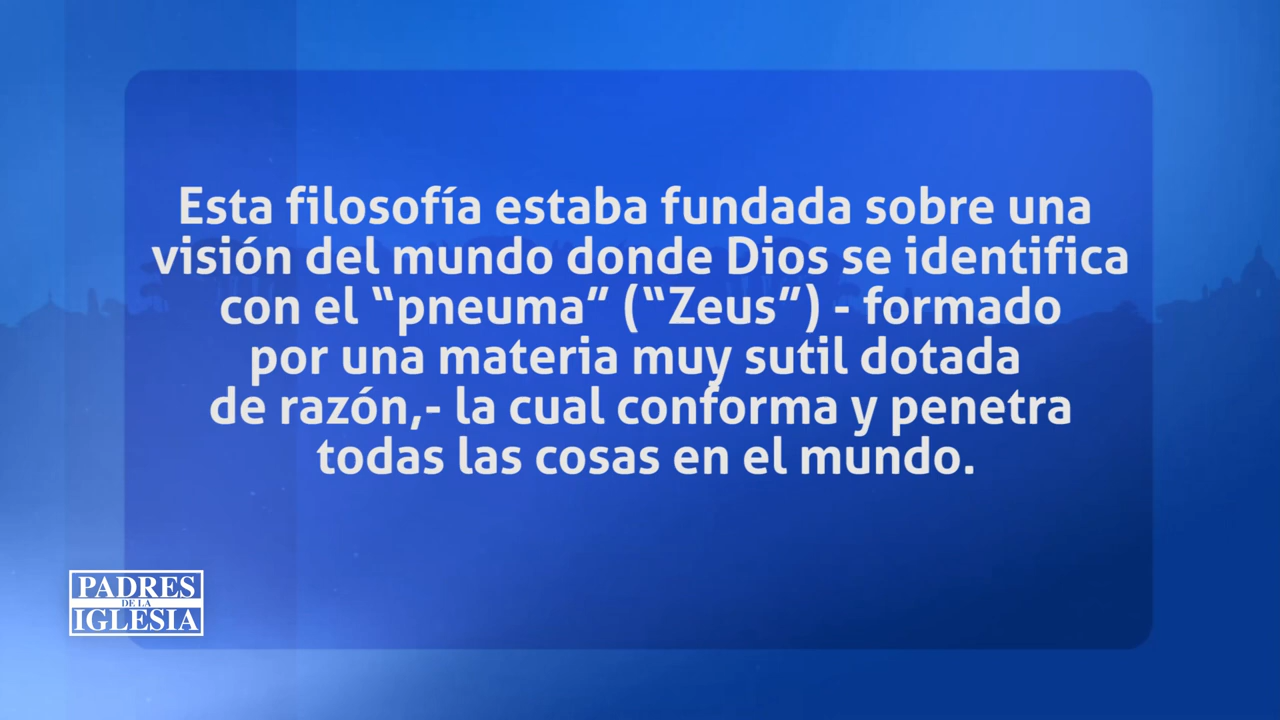 Esta filosofía estaba fundada sobre una
visión del mundo donde Dios se identifica
con el “pneuma” (“Zeus”) - formado
por una materia muy sutil dotada
de razón,- la cual conforma y penetra
todas las cosas en el mundo.
PADRES
DE LA
IGLESIA